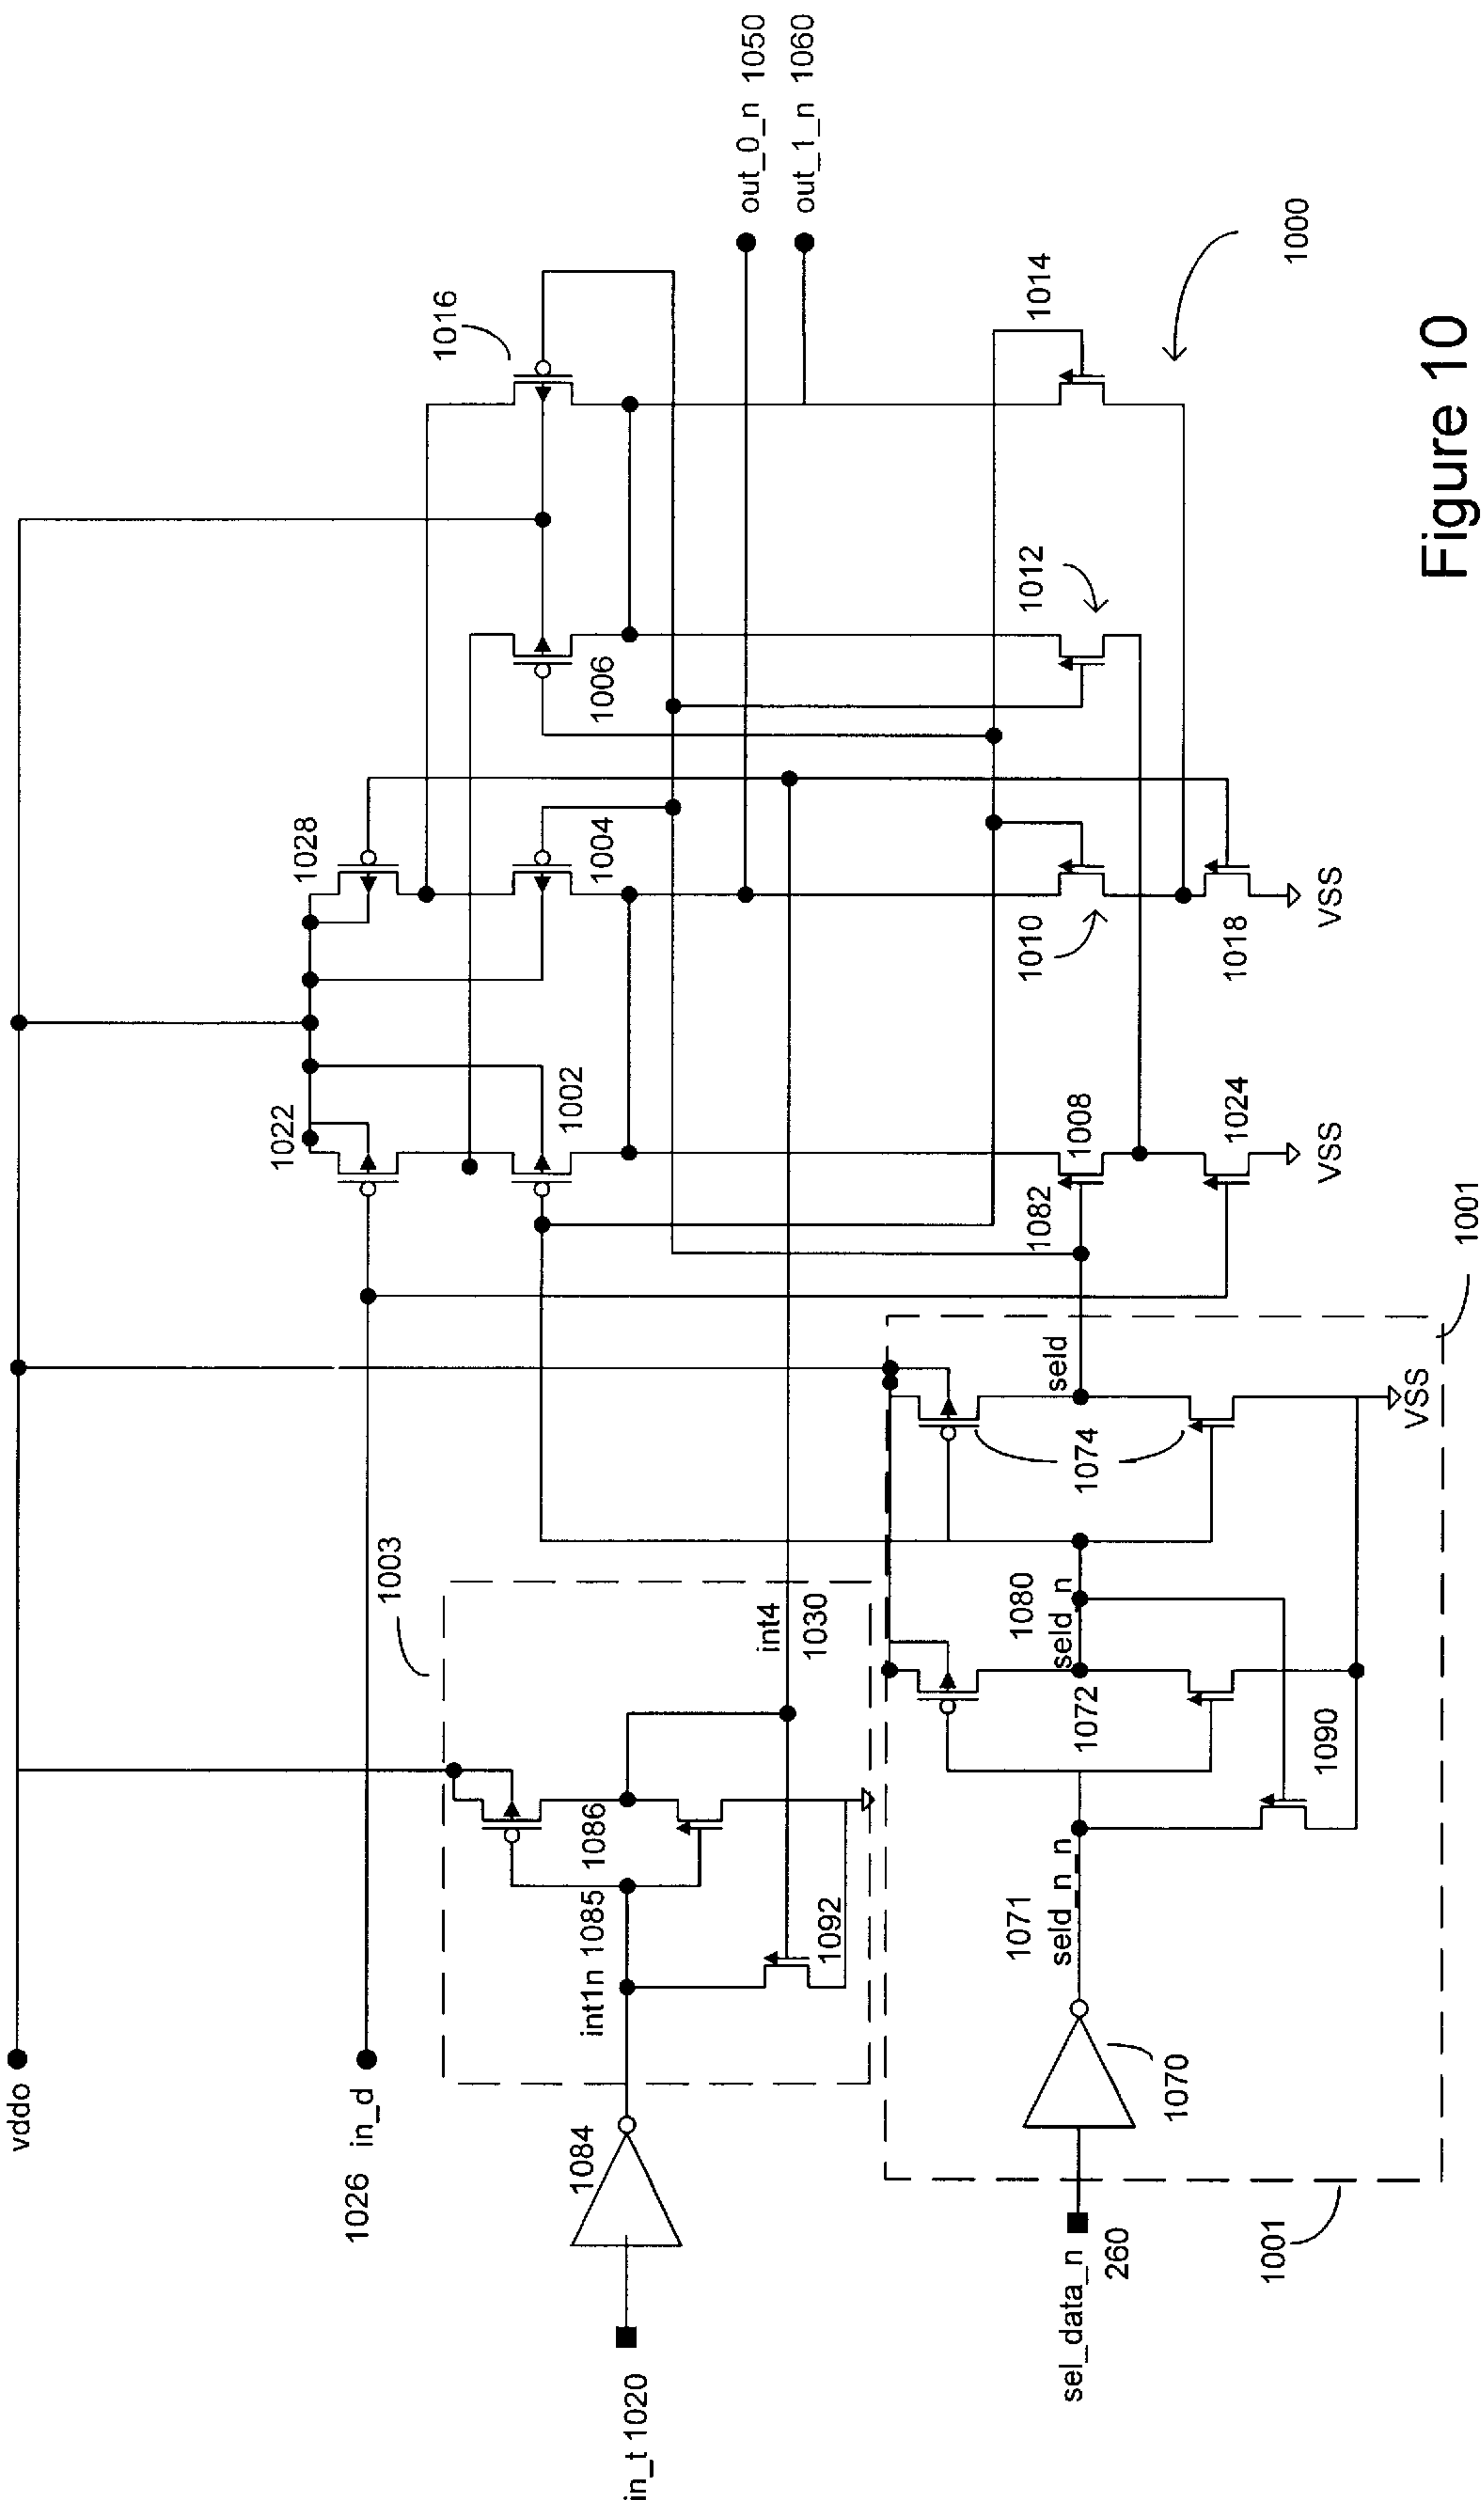 vddo
1026 in_d
in_t 1020
1084
int1n 1085
1086
1092
1003
int4
1030
sel_data_n
260
1070
1071
seld_n_n
1072
1080
seld_n
1090
1074
seld
1001
1001
VSS
1022
1002
1082
1008
1024
VSS
1028
1004
1010
1018
VSS
1006
1012
1016
1014
out_0_n 1050
out_1_n 1060
1000
Figure 10